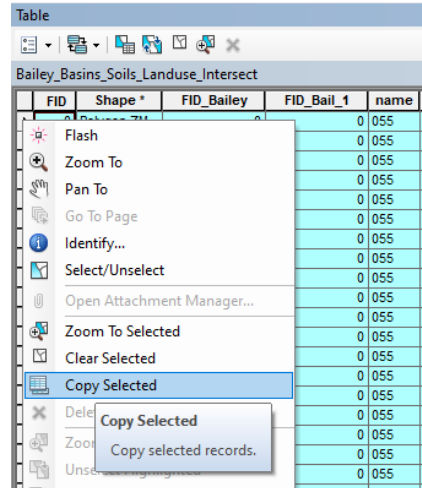 Table
Bailey_Basins_Soils_Landuse_Intersect
FID Shape * FID_Bailey FID_Bail_1 name
0 055
Flash 0 055
Zoom To 0 055
Pan To 0 055
0 055
Go To Page 0 055
Identify... 0 055
0 055
Select/Unselect 0 055
Open Attachment Manager... 0 055
0 055
Zoom To Selected 0 055
Clear Selected 0 055
0 055
Copy Selected 0 055
0 055
Copy Selected 0 055
Copy selected records. 0 055
0 055
0 055